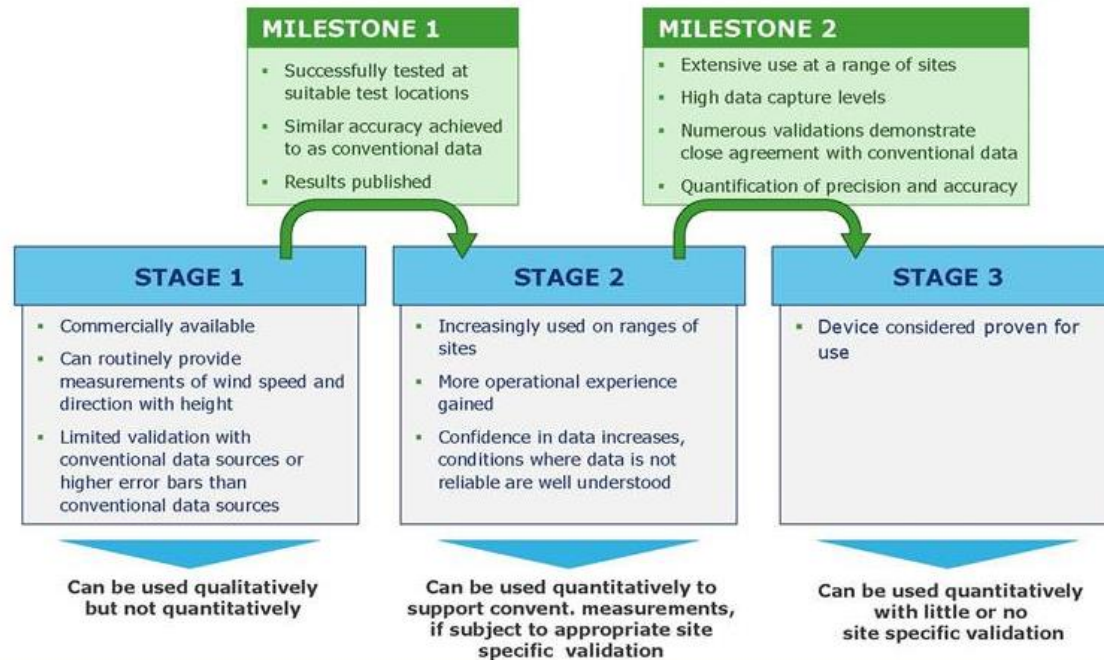 MILESTONE 1
▪ Successfully tested at
suitable test locations
▪ Similar accuracy achieved
to as conventional data
▪ Results published
MILESTONE 2
▪ Extensive use at a range of sites
▪ High data capture levels
▪ Numerous validations demonstrate
close agreement with conventional data
▪ Quantification of precision and accuracy
STAGE 1
▪ Commercially available
▪ Can routinely provide
measurements of wind speed and
direction with height
▪ Limited validation with
conventional data sources or
higher error bars than
conventional data sources
Can be used qualitatively
but not quantitatively
STAGE 2
▪ Increasingly used on ranges of
sites
▪ More operational experience
gained
▪ Confidence in data increases,
conditions where data is not
reliable are well understood
Can be used quantitatively to
support convent. measurements,
if subject to appropriate site
specific validation
STAGE 3
▪ Device considered proven for
use
Can be used quantitatively
with little or no
site specific validation